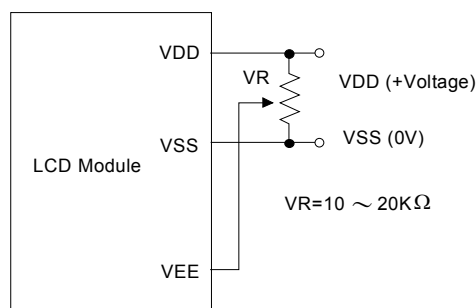 VDD
VR
VDD (+Voltage)
VSS
VSS (0V)
LCD Module
VR=10 ～ 20KΩ
VEE